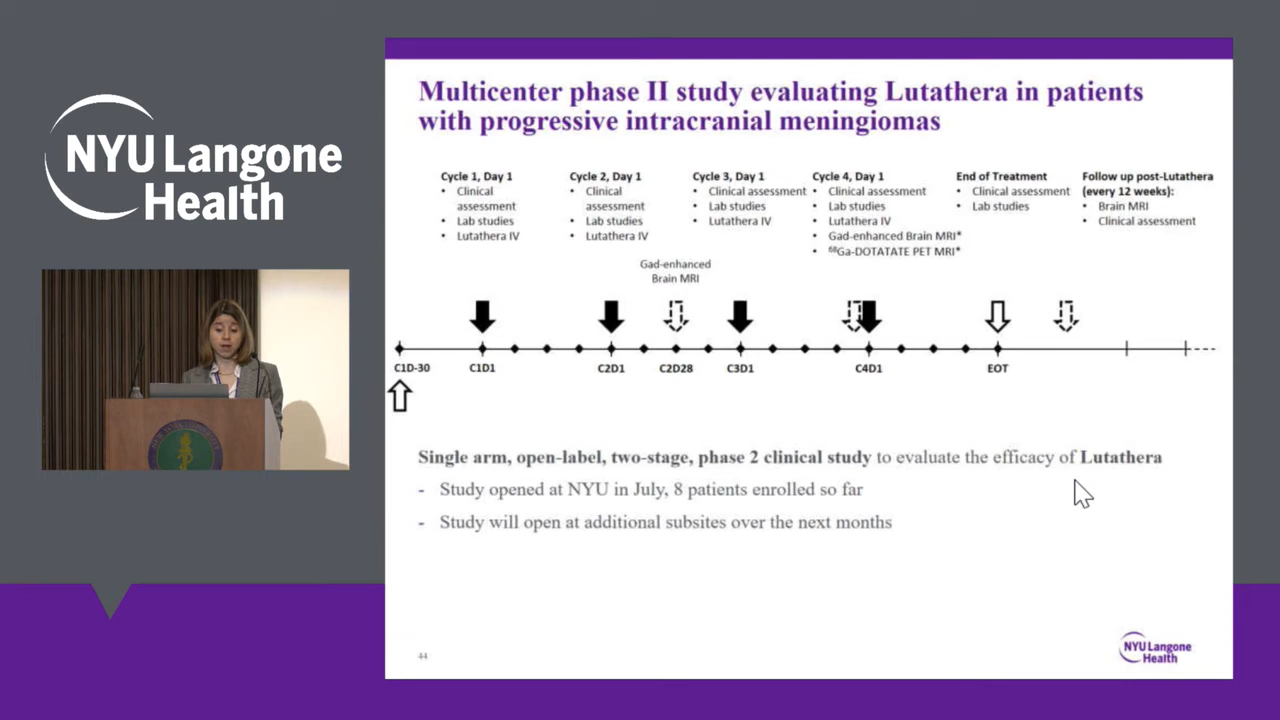 NYU Langone
Health
Multicenter phase II study evaluating Lutathera in patients
with progressive intracranial meningiomas
Cycle 1, Day 1
• Clinical
assessment
• Lab studies
• Lutathera IV
Cycle 2, Day 1
• Clinical
assessment
• Lab studies
• Lutathera IV
Cycle 3, Day 1
• Clinical assessment
• Lab studies
• Lutathera IV
Cycle 4, Day 1
• Clinical assessment
• Lab studies
• Lutathera IV
• Gad-enhanced Brain MRI*
• ⁶⁸Ga-DOTATATE PET MRI*
End of Treatment
• Clinical assessment
• Lab studies
Follow up post-Lutathera
(every 12 weeks):
• Brain MRI
• Clinical assessment
Gad-enhanced
Brain MRI
C1D-30
C1D1
C2D1
C2D28
C3D1
C4D1
EOT
Single arm, open-label, two-stage, phase 2 clinical study to evaluate the efficacy of Lutathera
- Study opened at NYU in July, 8 patients enrolled so far
- Study will open at additional subsites over the next months
44
NYU Langone
Health